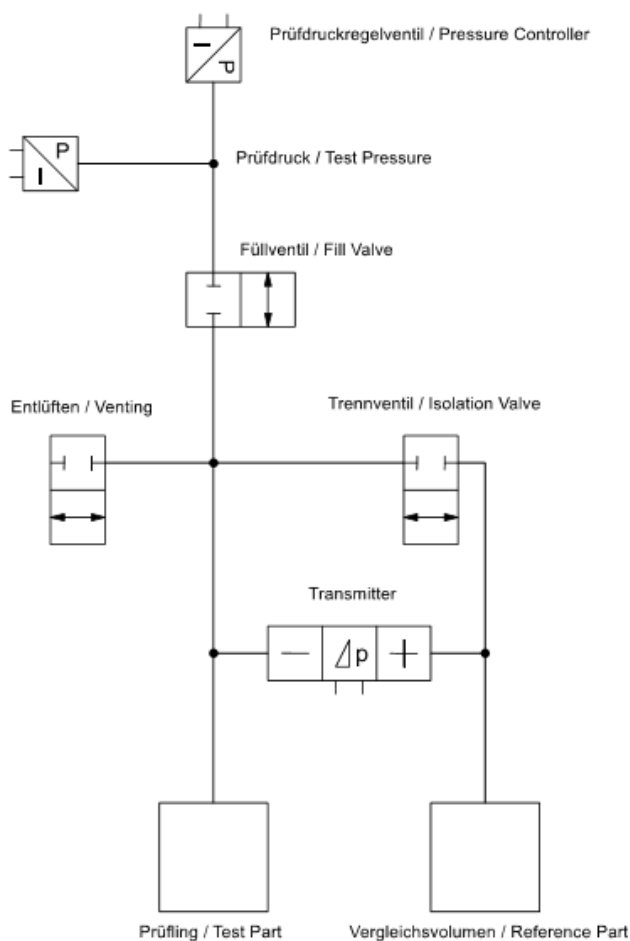 I
P
Prüfdruckregelventil / Pressure Controller
P
I
Prüfdruck / Test Pressure
Füllventil / Fill Valve
Entlüften / Venting
Trennventil / Isolation Valve
Transmitter
— ⊿p +
Prüfling / Test Part
Vergleichsvolumen / Reference Part